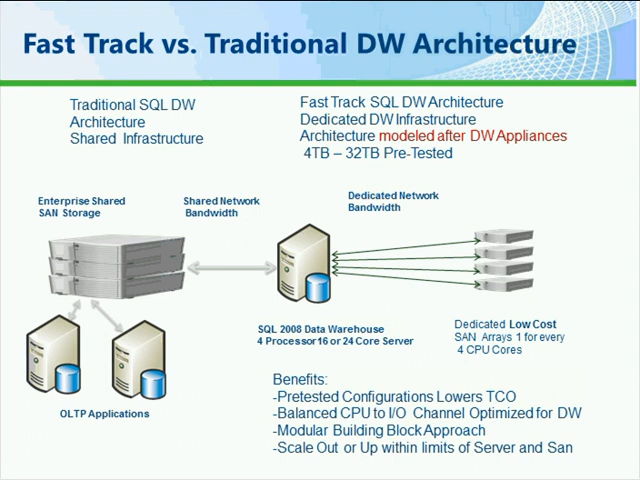 Fast Track vs. Traditional DW Architecture
Traditional SQL DW
Architecture
Shared Infrastructure
Fast Track SQL DW Architecture
Dedicated DW Infrastructure
Architecture modeled after DW Appliances
4TB – 32TB Pre-Tested
Enterprise Shared
SAN Storage
Shared Network
Bandwidth
Dedicated Network
Bandwidth
SQL 2008 Data Warehouse
4 Processor 16 or 24 Core Server
Dedicated Low Cost
SAN Arrays 1 for every
4 CPU Cores
OLTP Applications
Benefits:
-Pretested Configurations Lowers TCO
-Balanced CPU to I/O Channel Optimized for DW
-Modular Building Block Approach
-Scale Out or Up within limits of Server and San